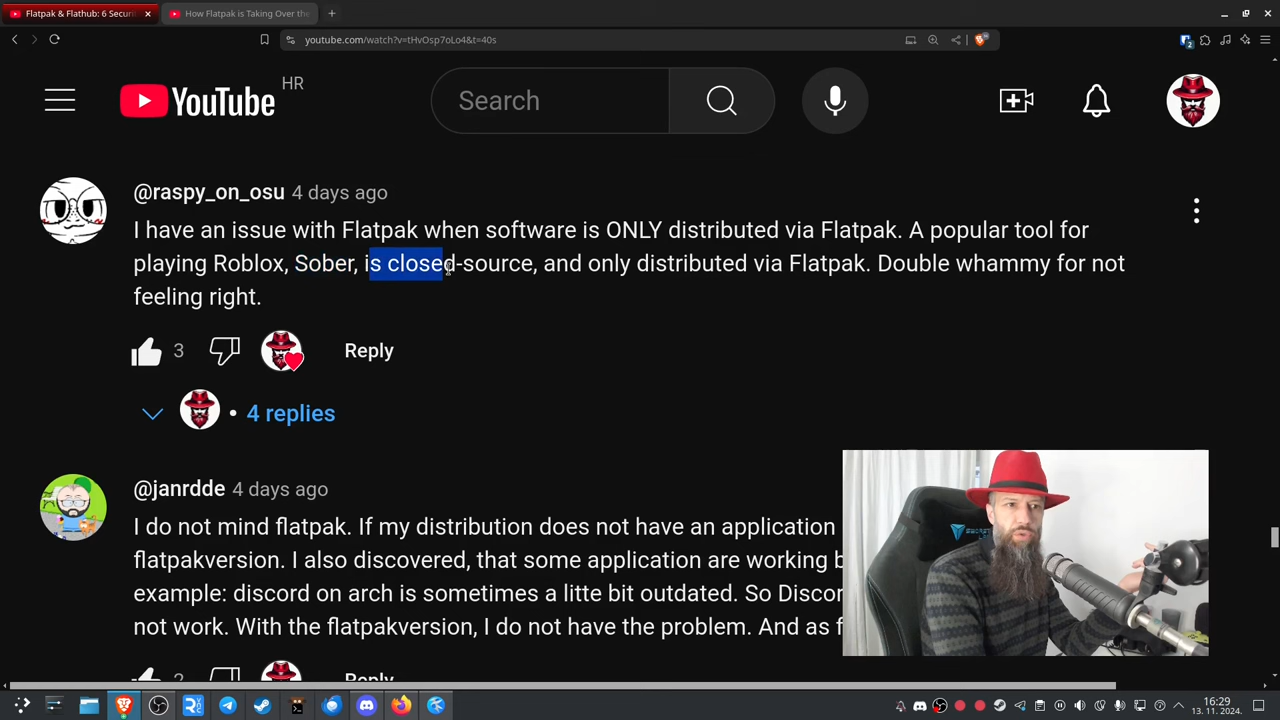 Flatpak & Flathub: 6 Securi
How Flatpak is Taking Over the
youtube.com/watch?v=tHvOsp7oLo4&t=40s
YouTube HR
Search
@raspy_on_osu 4 days ago
I have an issue with Flatpak when software is ONLY distributed via Flatpak. A popular tool for
playing Roblox, Sober, is closed-source, and only distributed via Flatpak. Double whammy for not
feeling right.
3
Reply
• 4 replies
@janrdde 4 days ago
I do not mind flatpak. If my distribution does not have an application
flatpakversion. I also discovered, that some application are working b
example: discord on arch is sometimes a litte bit outdated. So Discor
not work. With the flatpakversion, I do not have the problem. And as f
16:29
13. 11. 2024.